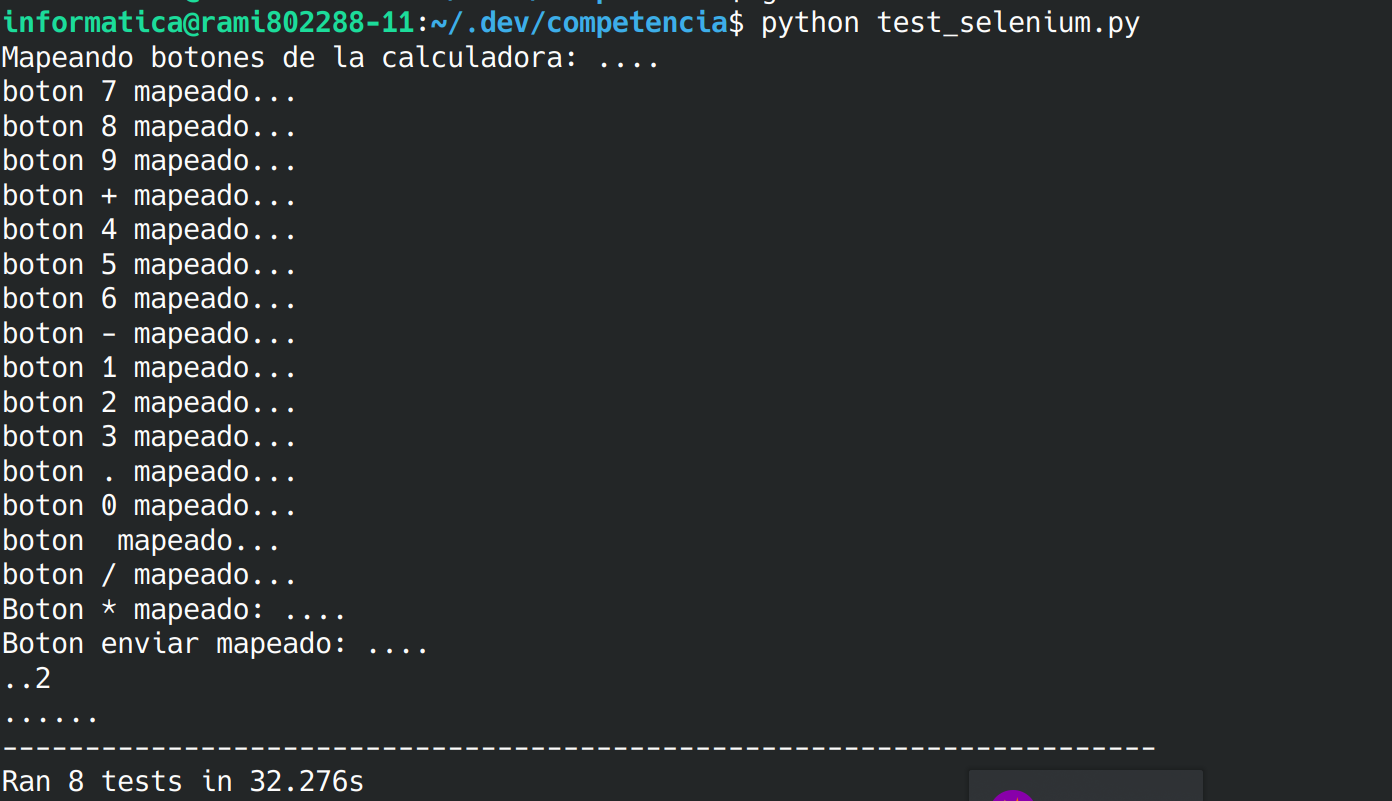 informatica@rami802288-11:~/.dev/competencia$ python test_selenium.py
Mapeando botones de la calculadora: ....
boton 7 mapeado...
boton 8 mapeado...
boton 9 mapeado...
boton + mapeado...
boton 4 mapeado...
boton 5 mapeado...
boton 6 mapeado...
boton - mapeado...
boton 1 mapeado...
boton 2 mapeado...
boton 3 mapeado...
boton . mapeado...
boton 0 mapeado...
boton  mapeado...
boton / mapeado...
Boton * mapeado: ....
Boton enviar mapeado: ....
..2
......
----------------------------------------------------------------------
Ran 8 tests in 32.276s